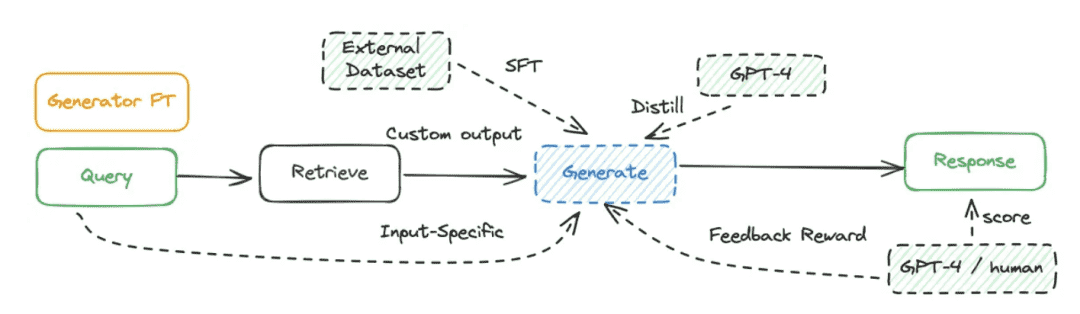 External
Dataset
SFT
GPT-4
Generator FT
Distill
Custom output
Query
Retrieve
Generate
Response
Input-Specific
Feedback Reward
score
GPT-4 / human